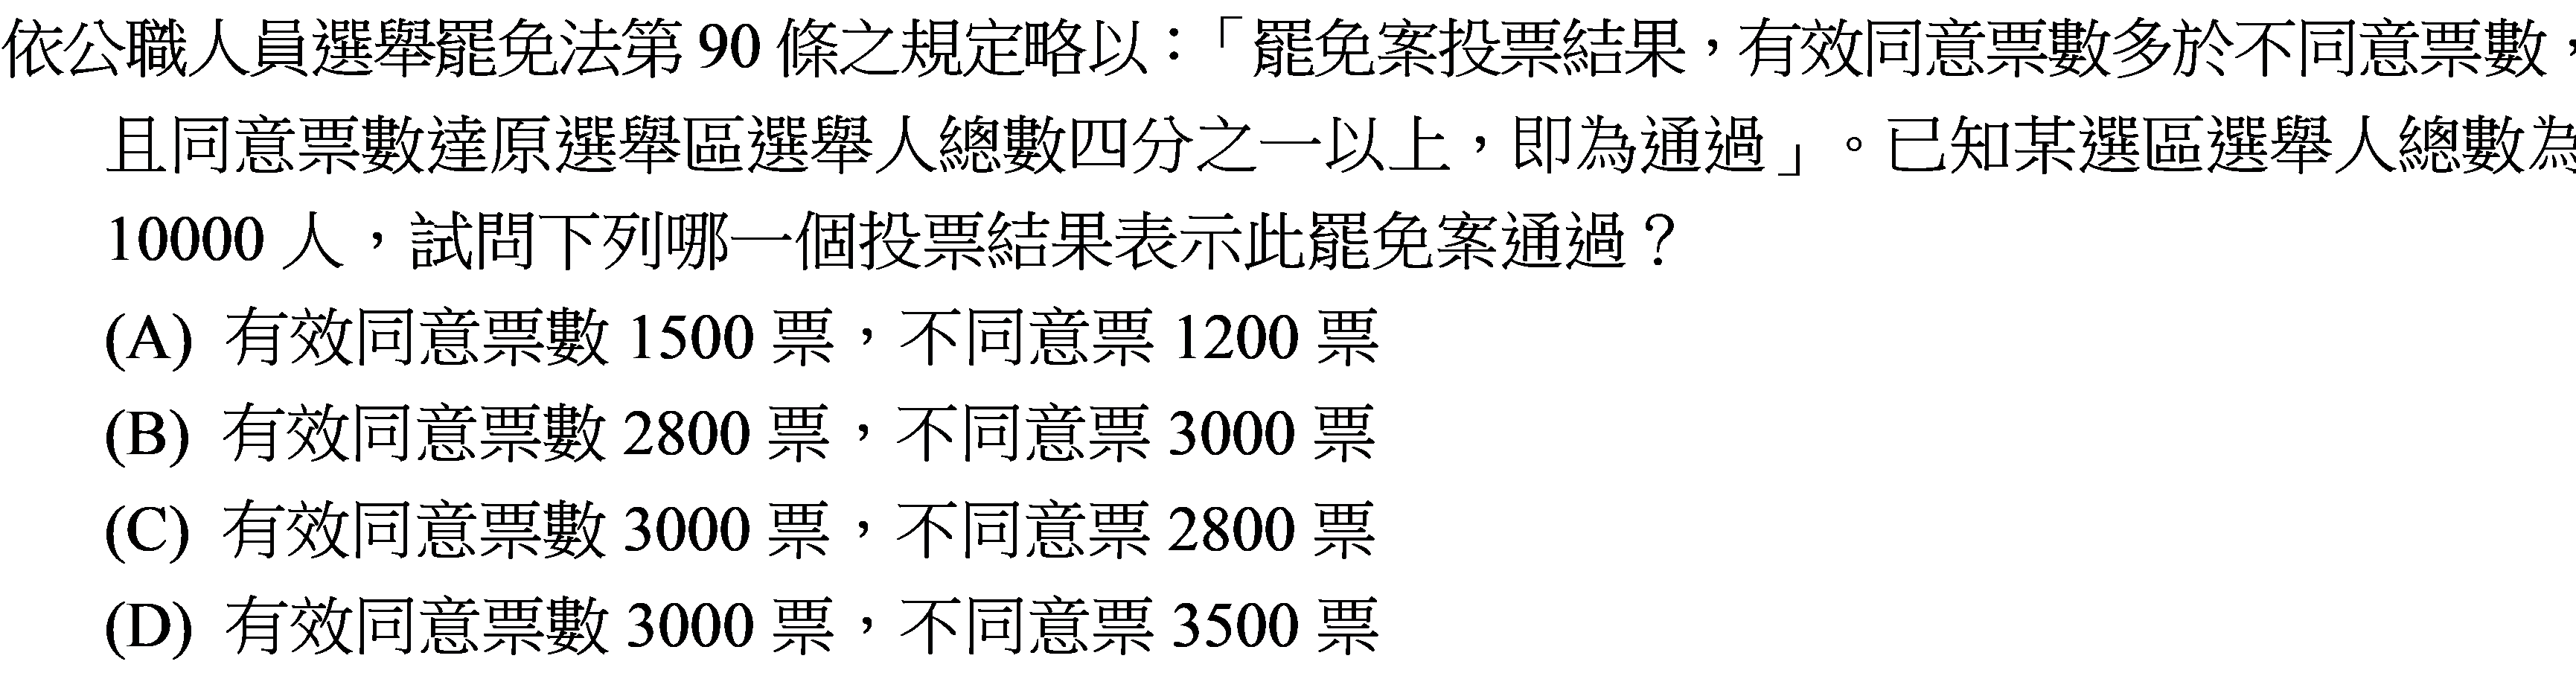 依公職人員選舉罷免法第 90 條之規定略以：「罷免案投票結果，有效同意票數多於不同意票數，
且同意票數達原選舉區選舉人總數四分之一以上，即為通過」。已知某選區選舉人總數為
10000 人，試問下列哪一個投票結果表示此罷免案通過？
(A) 有效同意票數 1500 票，不同意票 1200 票
(B) 有效同意票數 2800 票，不同意票 3000 票
(C) 有效同意票數 3000 票，不同意票 2800 票
(D) 有效同意票數 3000 票，不同意票 3500 票